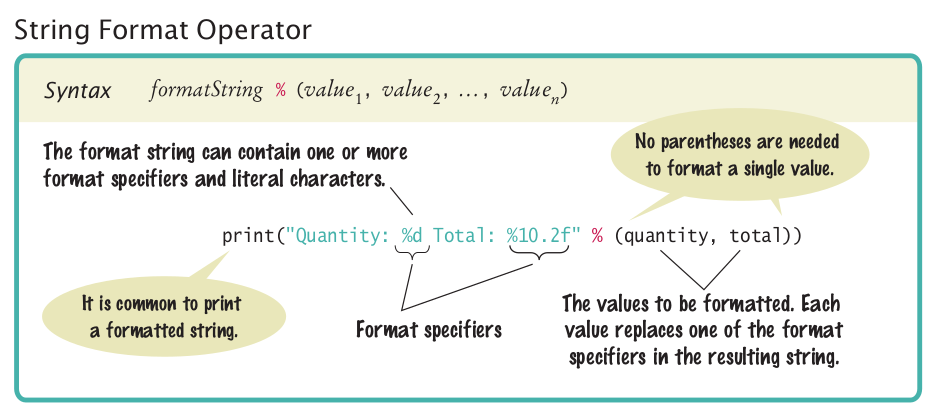 String Format Operator
Syntax formatString % (value1, value2, ..., valuen)
The format string can contain one or more
format specifiers and literal characters.
No parentheses are needed
to format a single value.
print("Quantity: %d Total: %10.2f" % (quantity, total))
It is common to print
a formatted string.
Format specifiers
The values to be formatted. Each
value replaces one of the format
specifiers in the resulting string.